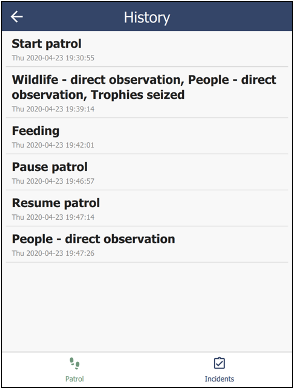 History
Start patrol
Thu 2020-04-23 19:30:55
Wildlife - direct observation, People - direct
observation, Trophies seized
Thu 2020-04-23 19:39:14
Feeding
Thu 2020-04-23 19:42:01
Pause patrol
Thu 2020-04-23 19:46:57
Resume patrol
Thu 2020-04-23 19:47:14
People - direct observation
Thu 2020-04-23 19:47:26
Patrol
Incidents